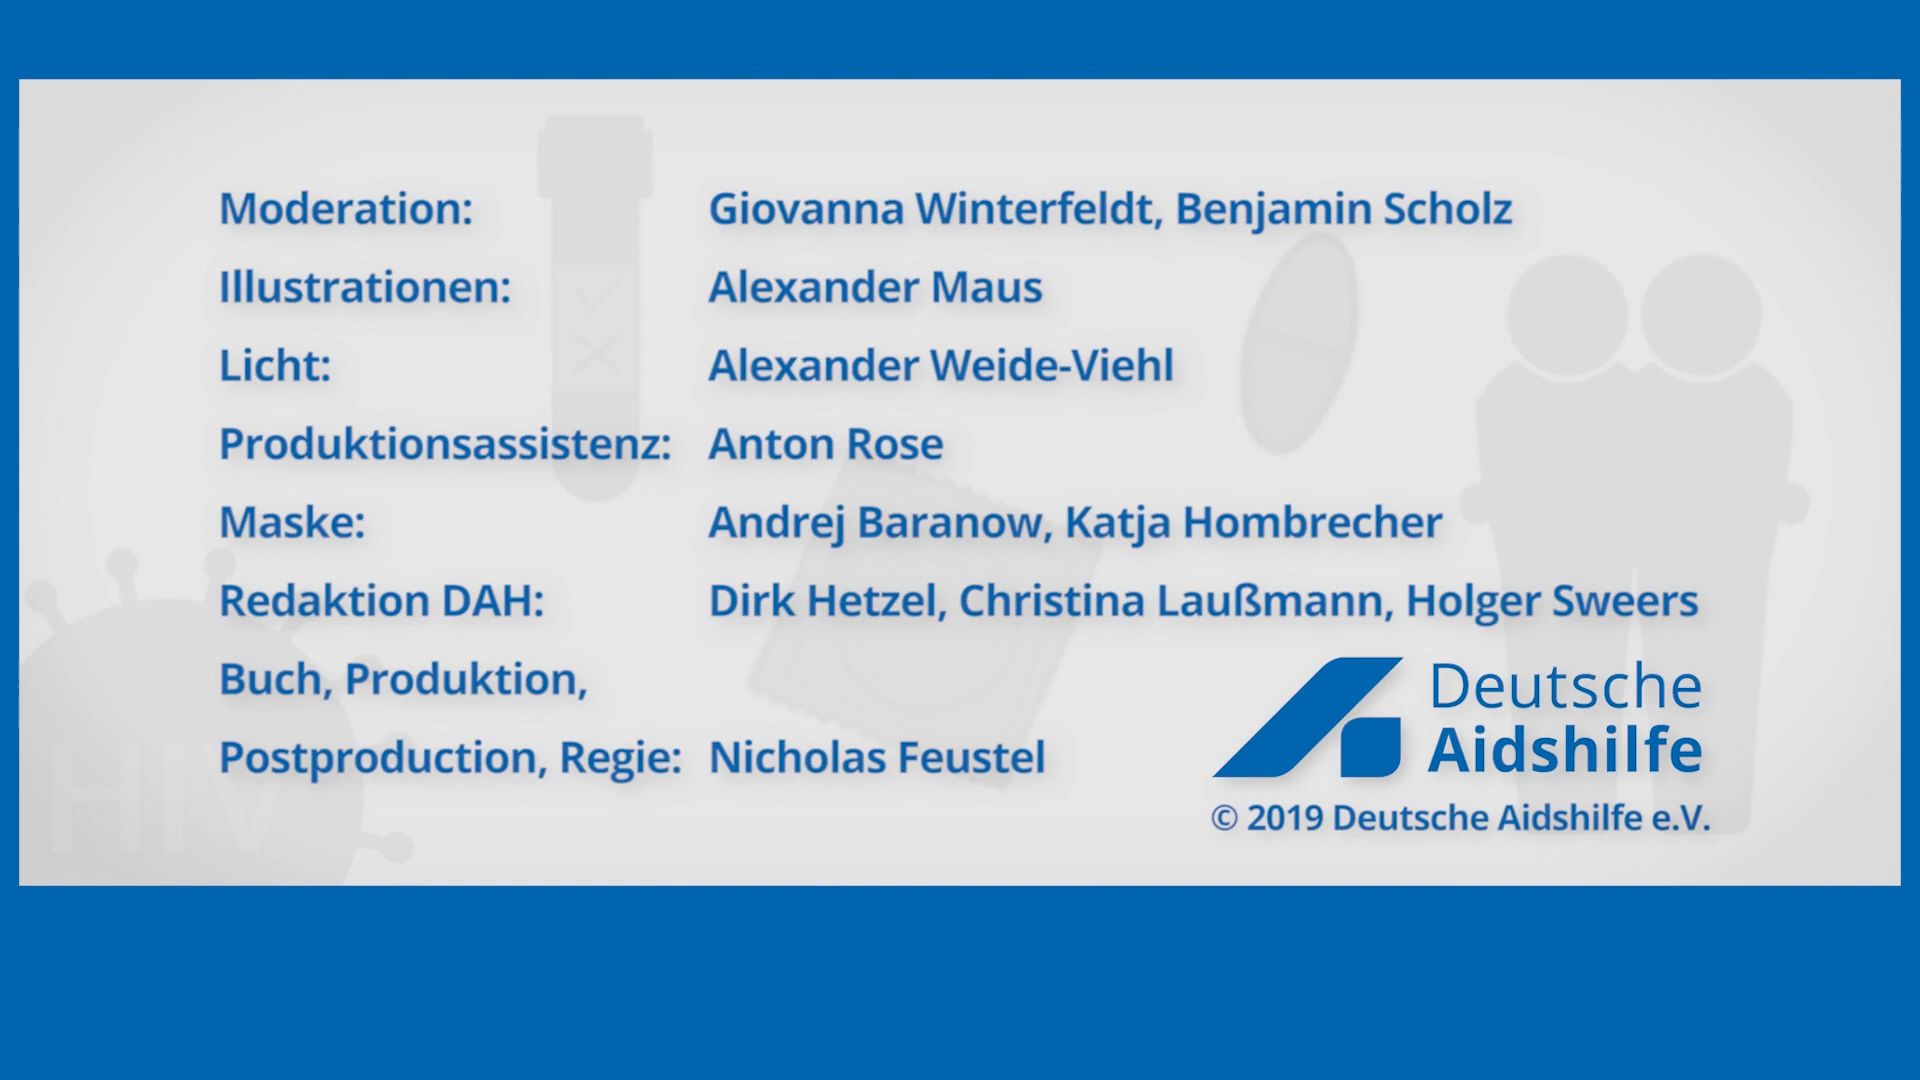 Moderation: Giovanna Winterfeldt, Benjamin Scholz
Illustrationen: Alexander Maus
Licht: Alexander Weide-Viehl
Produktionsassistenz: Anton Rose
Maske: Andrej Baranow, Katja Hombrecher
Redaktion DAH: Dirk Hetzel, Christina Laußmann, Holger Sweers
Buch, Produktion,
Postproduction, Regie: Nicholas Feustel
Deutsche
Aidshilfe
© 2019 Deutsche Aidshilfe e.V.
HIV